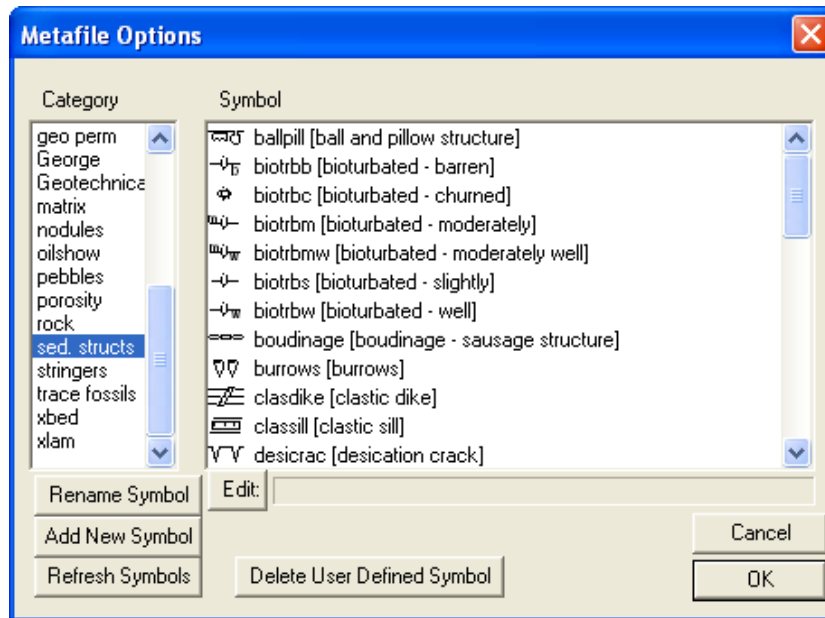 Metafile Options
Category
Symbol
geo perm
George
Geotechnica
matrix
nodules
oilshow
pebbles
porosity
rock
sed. structs
stringers
trace fossils
xbed
xlam
ballpill [ball and pillow structure]
biotrbb [bioturbated - barren]
biotrbc [bioturbated - churned]
biotrbm [bioturbated - moderately]
biotrbmw [bioturbated - moderately well]
biotrbs [bioturbated - slightly]
biotrbw [bioturbated - well]
boudinage [boudinage - sausage structure]
burrows [burrows]
clasdike [clastic dike]
classill [clastic sill]
desicrac [desication crack]
Rename Symbol
Edit:
Add New Symbol
Cancel
Refresh Symbols
Delete User Defined Symbol
OK